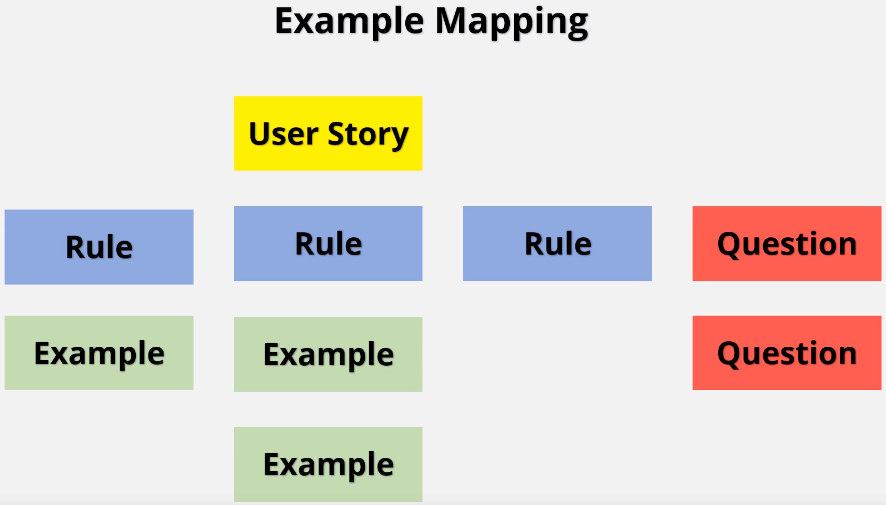 Example Mapping
User Story
Rule
Rule
Rule
Question
Example
Example
Question
Example